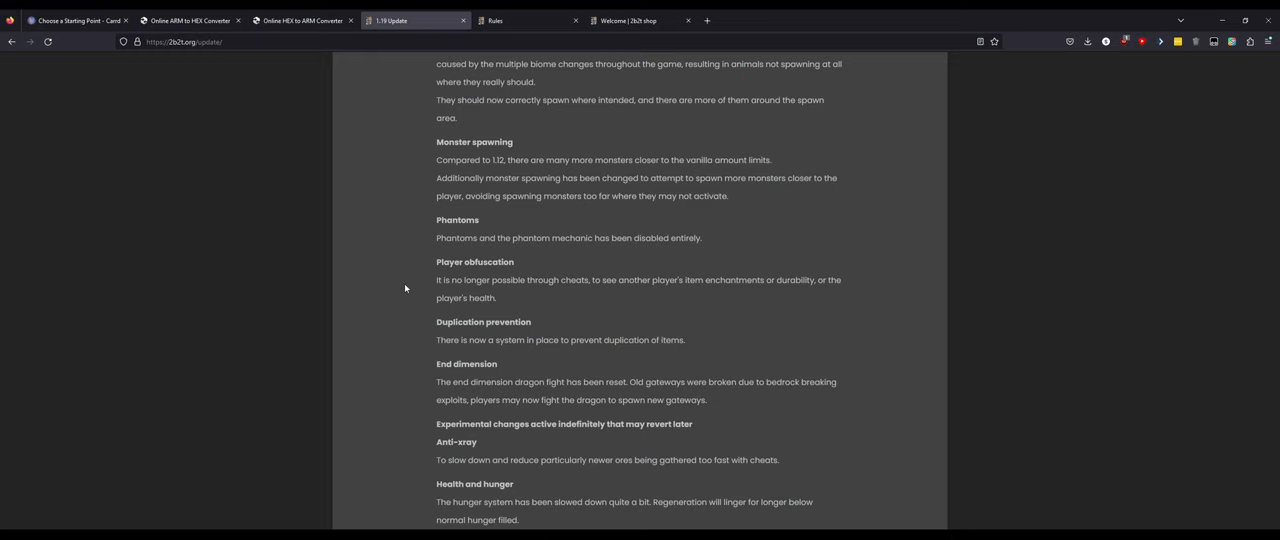 Choose a Starting Point - Carrd
Online ARM to HEX Converter
Online HEX to ARM Converter
1.19 Update
Rules
Welcome | 2b2t shop
https://2b2t.org/update/
caused by the multiple biome changes throughout the game, resulting in animals not spawning at all
where they really should.
They should now correctly spawn where intended, and there are more of them around the spawn
area.
Monster spawning
Compared to 1.12, there are many more monsters closer to the vanilla amount limits.
Additionally monster spawning has been changed to attempt to spawn more monsters closer to the
player, avoiding spawning monsters too far where they may not activate.
Phantoms
Phantoms and the phantom mechanic has been disabled entirely.
Player obfuscation
It is no longer possible through cheats, to see another player's item enchantments or durability, or the
player's health.
Duplication prevention
There is now a system in place to prevent duplication of items.
End dimension
The end dimension dragon fight has been reset. Old gateways were broken due to bedrock breaking
exploits, players may now fight the dragon to spawn new gateways.
Experimental changes active indefinitely that may revert later
Anti-xray
To slow down and reduce particularly newer ores being gathered too fast with cheats.
Health and hunger
The hunger system has been slowed down quite a bit. Regeneration will linger for longer below
normal hunger filled.